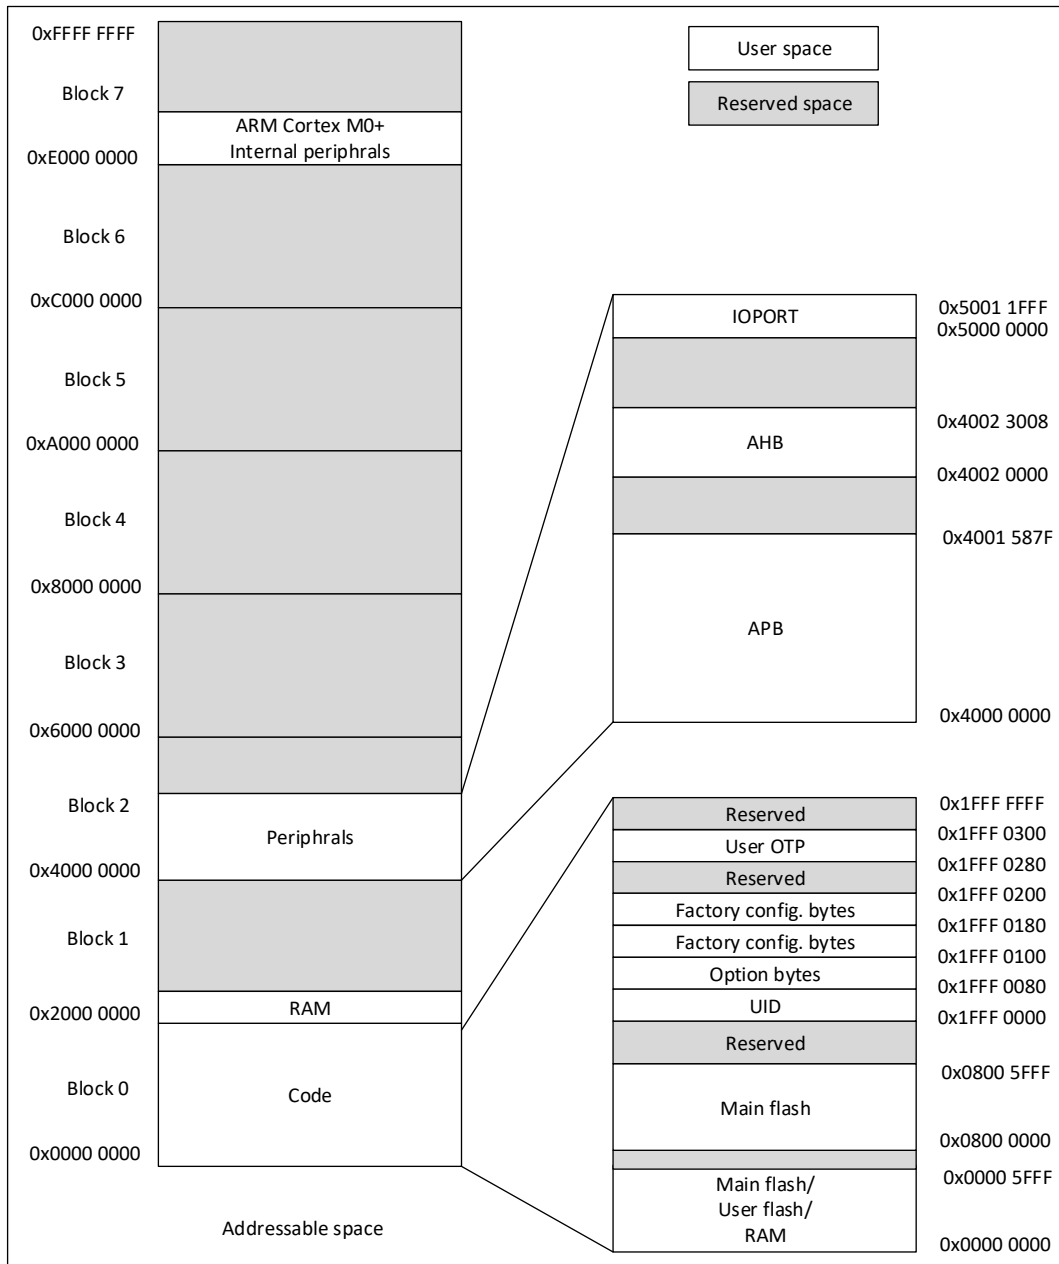 0xFFFF FFFF
Block 7
ARM Cortex M0+
Internal periphrals
0xE000 0000
Block 6
0xC000 0000
Block 5
0xA000 0000
Block 4
0x8000 0000
Block 3
0x6000 0000
Block 2
Periphrals
0x4000 0000
Block 1
RAM
0x2000 0000
Block 0
Code
0x0000 0000
Addressable space
User space
Reserved space
IOPORT
0x5001 1FFF
0x5000 0000
0x4002 3008
AHB
0x4002 0000
0x4001 587F
APB
0x4000 0000
0x1FFF FFFF
Reserved
0x1FFF 0300
User OTP
0x1FFF 0280
Reserved
0x1FFF 0200
Factory config. bytes
0x1FFF 0180
Factory config. bytes
0x1FFF 0100
Option bytes
0x1FFF 0080
UID
0x1FFF 0000
Reserved
0x0800 5FFF
Main flash
0x0800 0000
0x0000 5FFF
Main flash/
User flash/
RAM
0x0000 0000